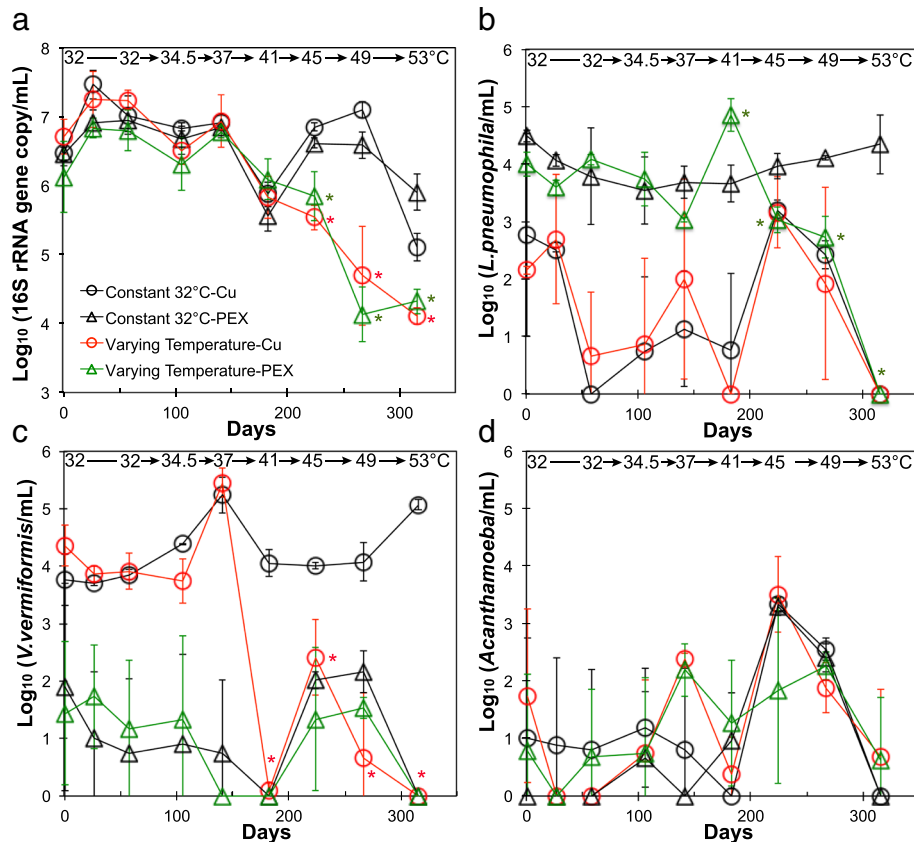 a
32 → 32 → 34.5 → 37 → 41 → 45 → 49 → 53°C
8
7
6
5
4
3
Log₁₀ (16S rRNA gene copy/mL)
Constant 32°C-Cu
Constant 32°C-PEX
Varying Temperature-Cu
Varying Temperature-PEX
* * * * * *
0 100 200 300
Days
b
32 → 32 → 34.5 → 37 → 41 → 45 → 49 → 53°C
6
5
4
3
2
1
0
Log₁₀ (L.pneumophila/mL)
* * * *
0 100 200 300
Days
c
32 → 32 → 34.5 → 37 → 41 → 45 → 49 → 53°C
6
5
4
3
2
1
0
Log₁₀ (V.vermiformis/mL)
* * * *
0 100 200 300
Days
d
32 → 32 → 34.5 → 37 → 41 → 45 → 49 → 53°C
6
5
4
3
2
1
0
Log₁₀ (Acanthamoeba/mL)
0 100 200 300
Days